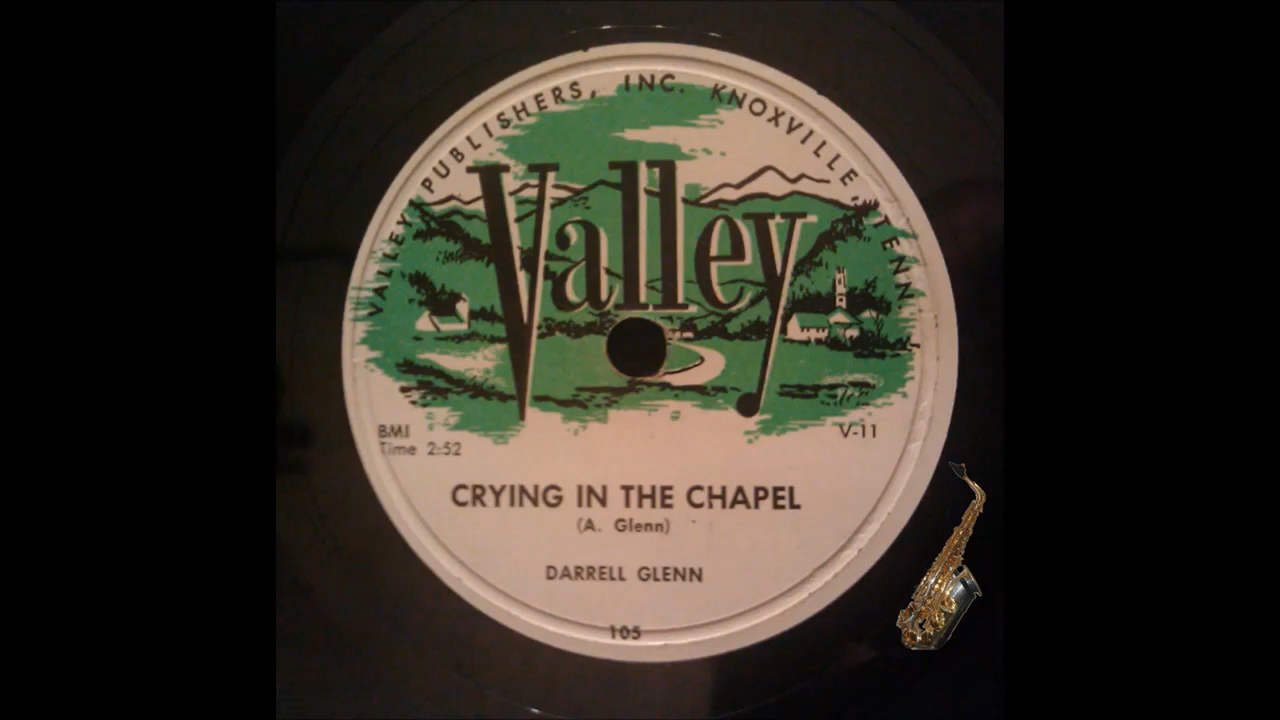 VALLEY PUBLISHERS, INC. KNOXVILLE, TENN
Valley
BMI
Time 2:52
V-11
CRYING IN THE CHAPEL
(A. Glenn)
DARRELL GLENN
105